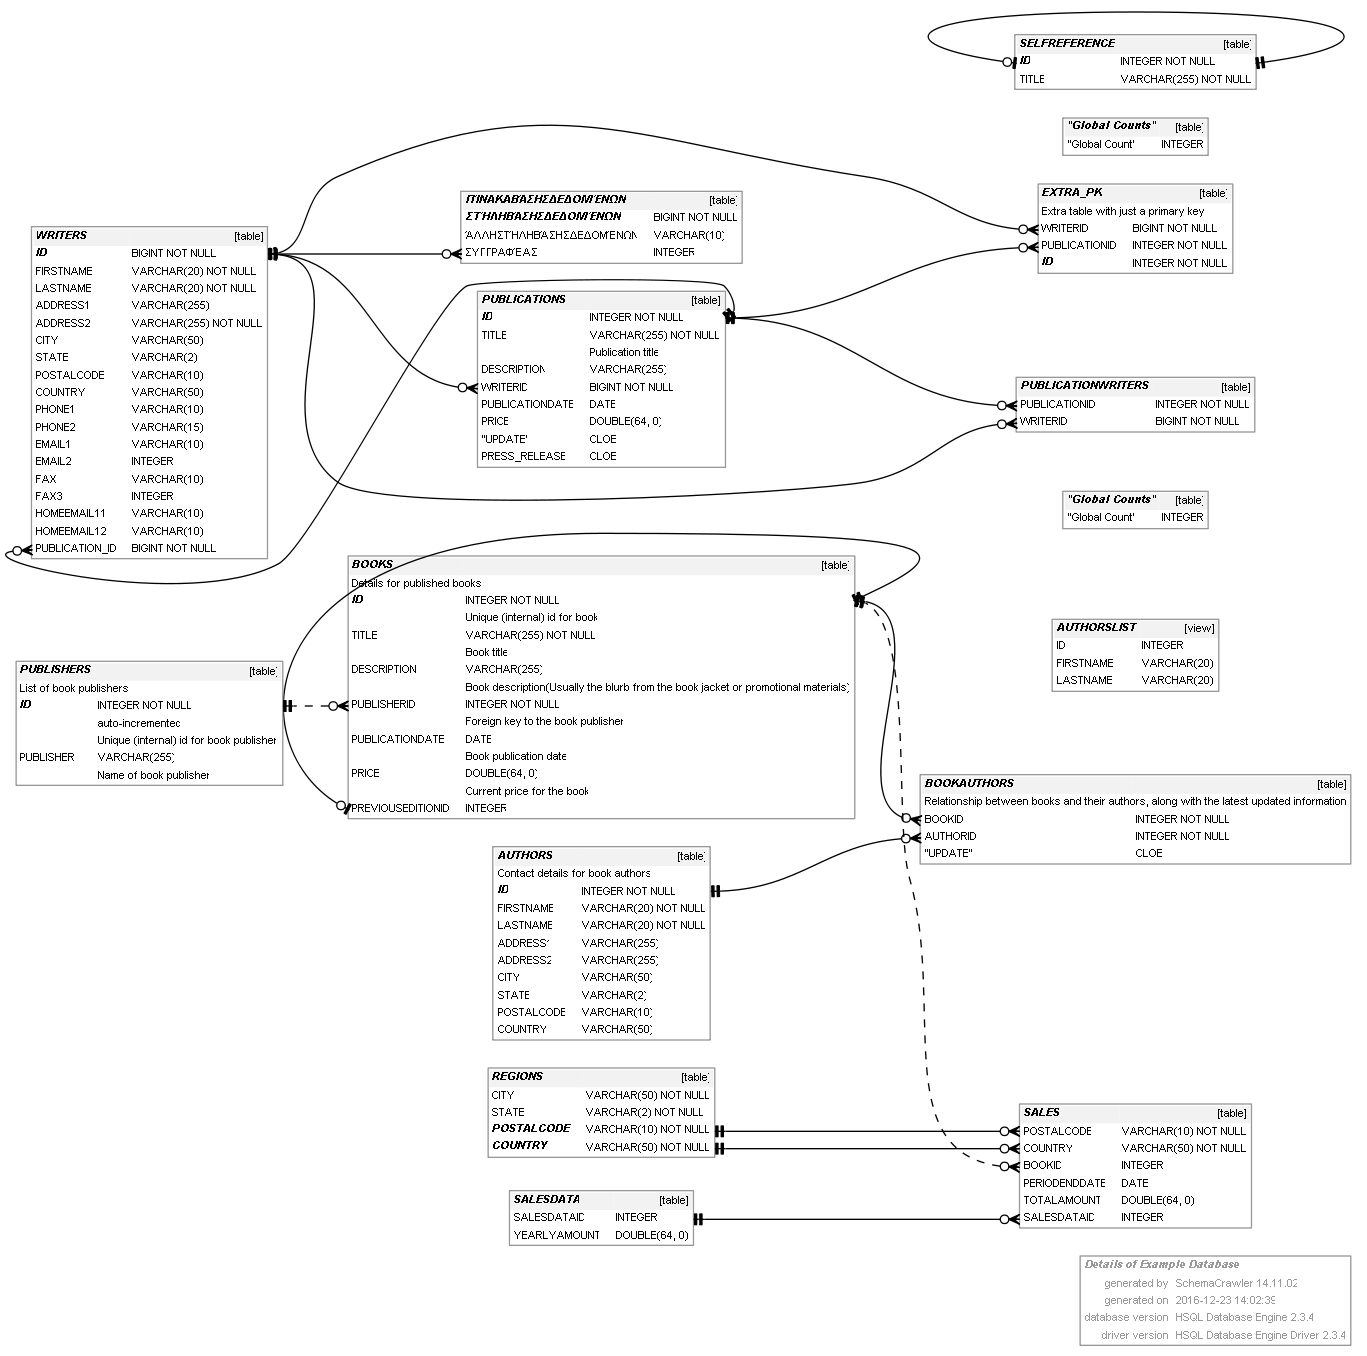 SELFREFERENCE [table]
ID INTEGER NOT NULL
TITLE VARCHAR(255) NOT NULL
"Global Counts" [table]
"Global Count" INTEGER
EXTRA_PK [table]
Extra table with just a primary key
WRITERID BIGINT NOT NULL
PUBLICATIONID INTEGER NOT NULL
ID INTEGER NOT NULL
ΠΊΝΑΚΑΒΆΣΗΣΔΕΔΟΜΈΝΩΝ [table]
ΣΤΉΛΗΒΆΣΗΣΔΕΔΟΜΈΝΩΝ BIGINT NOT NULL
ΆΛΛΗΣΤΉΛΗΒΆΣΗΣΔΕΔΟΜΈΝΩΝ VARCHAR(10)
ΣΥΓΓΡΑΦΈΑΣ INTEGER
WRITERS [table]
ID BIGINT NOT NULL
FIRSTNAME VARCHAR(20) NOT NULL
LASTNAME VARCHAR(20) NOT NULL
ADDRESS1 VARCHAR(255)
ADDRESS2 VARCHAR(255) NOT NULL
CITY VARCHAR(50)
STATE VARCHAR(2)
POSTALCODE VARCHAR(10)
COUNTRY VARCHAR(50)
PHONE1 VARCHAR(10)
PHONE2 VARCHAR(15)
EMAIL1 VARCHAR(10)
EMAIL2 INTEGER
FAX VARCHAR(10)
FAX3 INTEGER
HOMEEMAIL11 VARCHAR(10)
HOMEEMAIL12 VARCHAR(10)
PUBLICATION_ID BIGINT NOT NULL
PUBLICATIONS [table]
ID INTEGER NOT NULL
TITLE VARCHAR(255) NOT NULL
Publication title
DESCRIPTION VARCHAR(255)
WRITERID BIGINT NOT NULL
PUBLICATIONDATE DATE
PRICE DOUBLE(64, 0)
"UPDATE" CLOB
PRESS_RELEASE CLOB
PUBLICATIONWRITERS [table]
PUBLICATIONID INTEGER NOT NULL
WRITERID BIGINT NOT NULL
"Global Counts" [table]
"Global Count" INTEGER
BOOKS [table]
Details for published books
ID INTEGER NOT NULL
Unique (internal) id for book
TITLE VARCHAR(255) NOT NULL
Book title
DESCRIPTION VARCHAR(255)
Book description(Usually the blurb from the book jacket or promotional materials)
PUBLISHERID INTEGER NOT NULL
Foreign key to the book publisher
PUBLICATIONDATE DATE
Book publication date
PRICE DOUBLE(64, 0)
Current price for the book
PREVIOUSEDITIONID INTEGER
AUTHORSLIST [view]
ID INTEGER
FIRSTNAME VARCHAR(20)
LASTNAME VARCHAR(20)
PUBLISHERS [table]
List of book publishers
ID INTEGER NOT NULL
auto-incremented
Unique (internal) id for book publisher
PUBLISHER VARCHAR(255)
Name of book publisher
BOOKAUTHORS [table]
Relationship between books and their authors, along with the latest updated information
BOOKID INTEGER NOT NULL
AUTHORID INTEGER NOT NULL
"UPDATE" CLOB
AUTHORS [table]
Contact details for book authors
ID INTEGER NOT NULL
FIRSTNAME VARCHAR(20) NOT NULL
LASTNAME VARCHAR(20) NOT NULL
ADDRESS1 VARCHAR(255)
ADDRESS2 VARCHAR(255)
CITY VARCHAR(50)
STATE VARCHAR(2)
POSTALCODE VARCHAR(10)
COUNTRY VARCHAR(50)
REGIONS [table]
CITY VARCHAR(50) NOT NULL
STATE VARCHAR(2) NOT NULL
POSTALCODE VARCHAR(10) NOT NULL
COUNTRY VARCHAR(50) NOT NULL
SALES [table]
POSTALCODE VARCHAR(10) NOT NULL
COUNTRY VARCHAR(50) NOT NULL
BOOKID INTEGER
PERIODENDDATE DATE
TOTALAMOUNT DOUBLE(64, 0)
SALESDATAID INTEGER
SALESDATA [table]
SALESDATAID INTEGER
YEARLYAMOUNT DOUBLE(64, 0)
Details of Example Database
generated by SchemaCrawler 14.11.02
generated on 2016-12-23 14:02:39
database version HSQL Database Engine 2.3.4
driver version HSQL Database Engine Driver 2.3.4